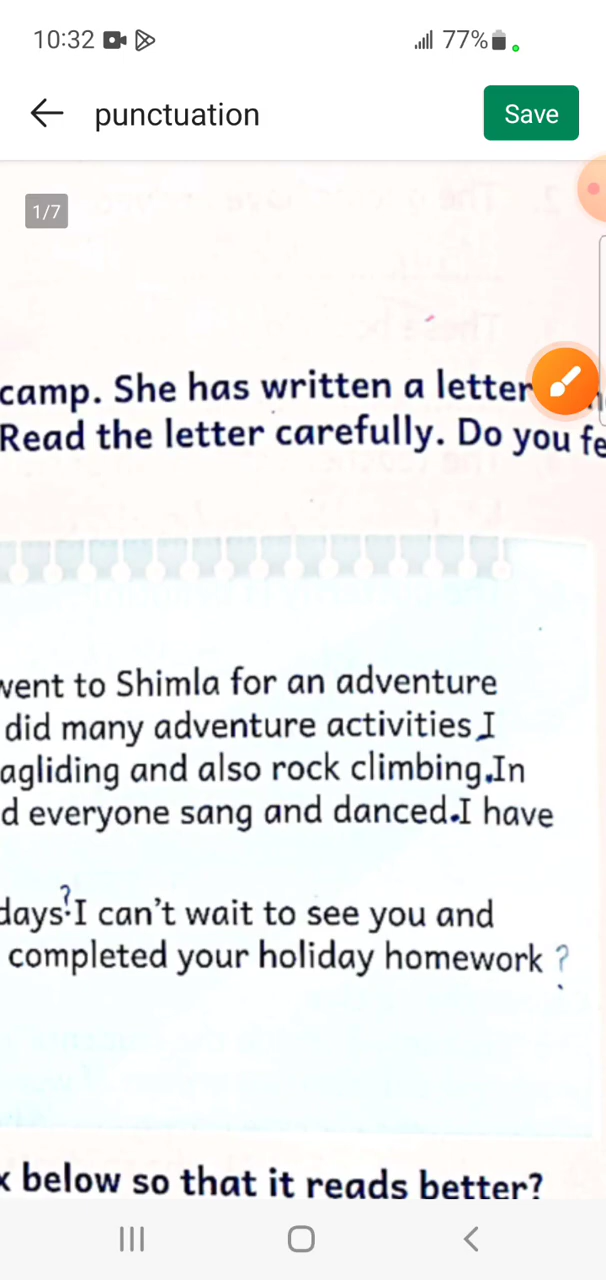 10:32 77%
punctuation Save
1/7
camp. She has written a letter
Read the letter carefully. Do you fe
went to Shimla for an adventure
did many adventure activities I
agliding and also rock climbing.In
d everyone sang and danced.I have
days?I can't wait to see you and
completed your holiday homework ?
x below so that it reads better?